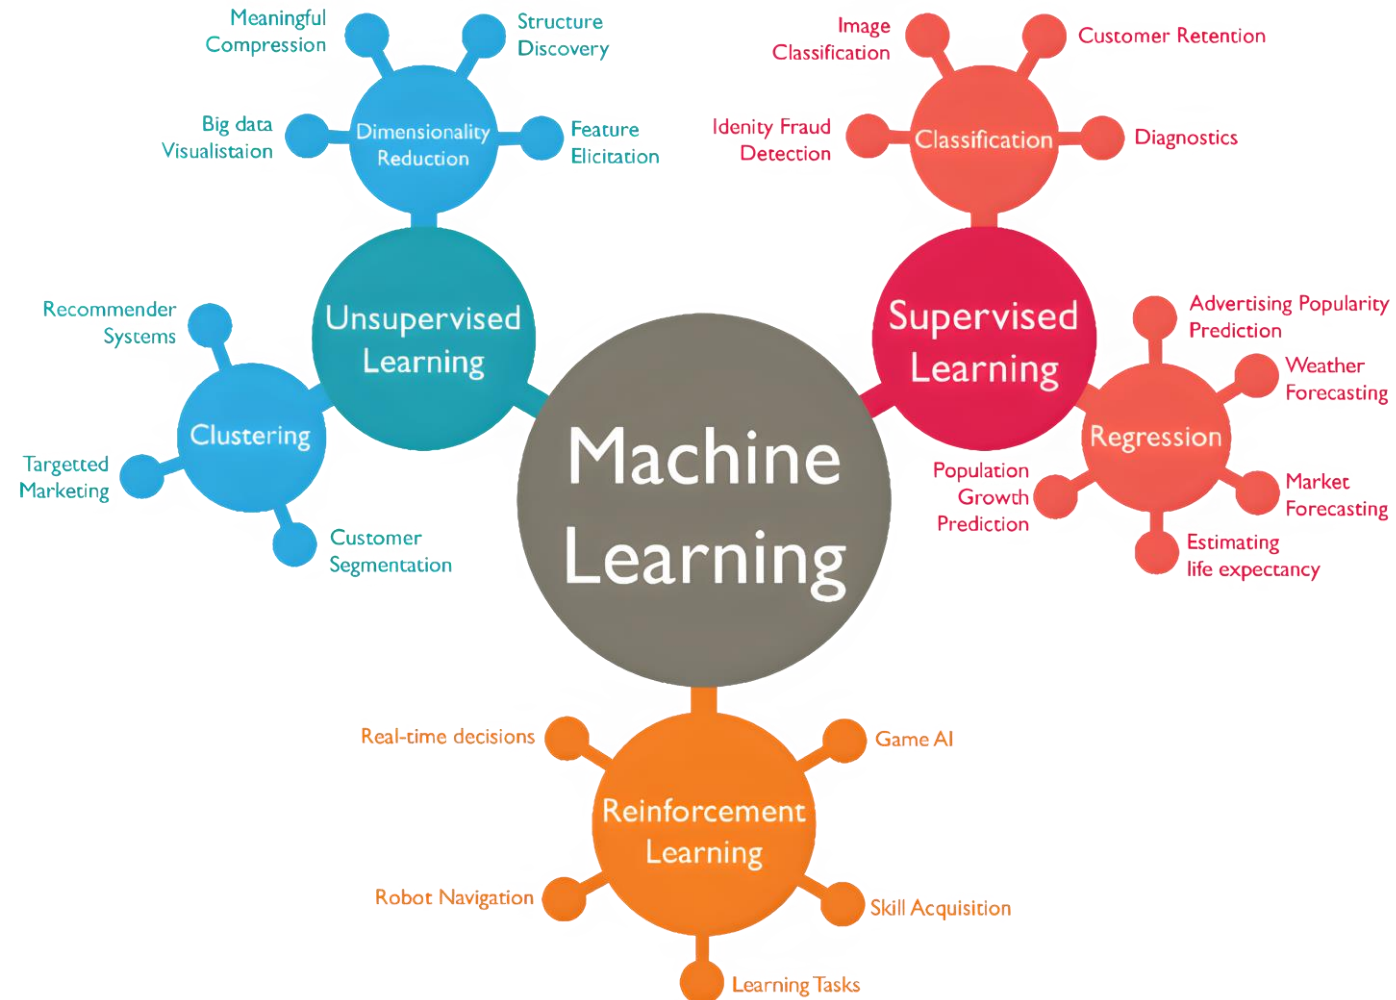 Meaningful
Compression
Structure
Discovery
Big data
Visualistaion
Dimensionality
Reduction
Feature
Elicitation
Image
Classification
Customer Retention
Idenity Fraud
Detection
Classification
Diagnostics
Unsupervised
Learning
Recommender
Systems
Clustering
Targetted
Marketing
Customer
Segmentation
Supervised
Learning
Advertising Popularity
Prediction
Weather
Forecasting
Regression
Population
Growth
Prediction
Market
Forecasting
Estimating
life expectancy
Machine
Learning
Real-time decisions
Game AI
Reinforcement
Learning
Robot Navigation
Skill Acquisition
Learning Tasks